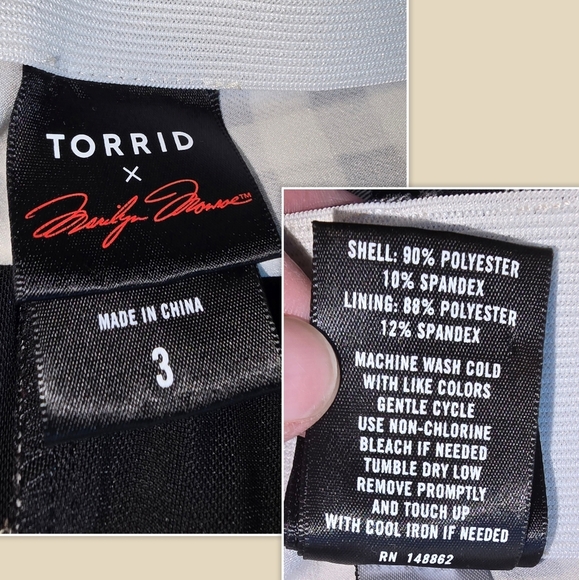 TORRID
×
Marilyn Monroe™
MADE IN CHINA
3
SHELL: 90% POLYESTER
10% SPANDEX
LINING: 88% POLYESTER
12% SPANDEX
MACHINE WASH COLD
WITH LIKE COLORS
GENTLE CYCLE
USE NON-CHLORINE
BLEACH IF NEEDED
TUMBLE DRY LOW
REMOVE PROMPTLY
AND TOUCH UP
WITH COOL IRON IF NEEDED
RN 148862